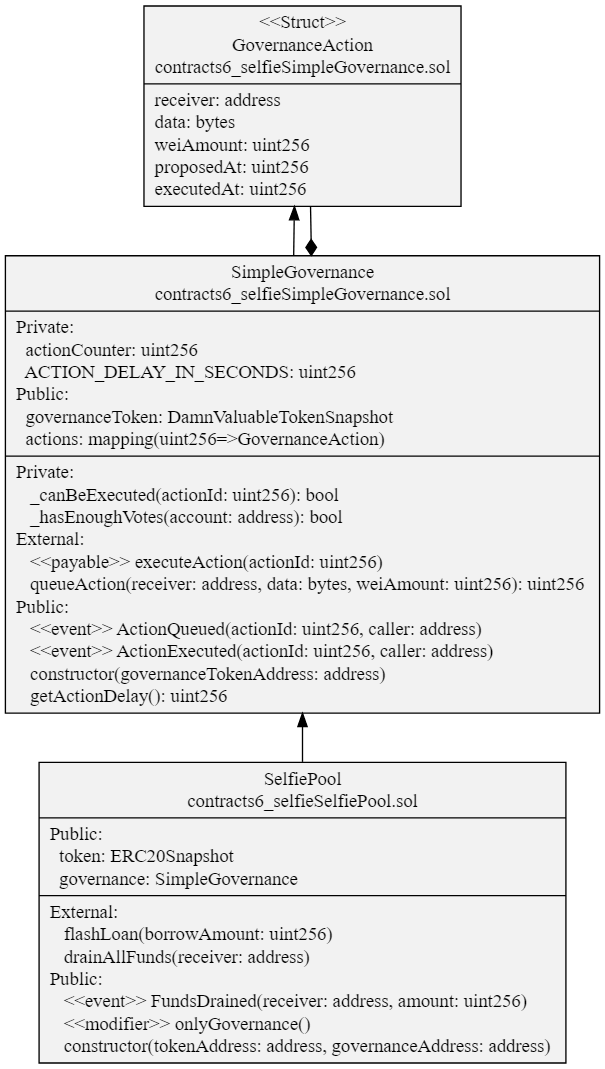 <<Struct>>
GovernanceAction
contracts6_selfieSimpleGovernance.sol
receiver: address
data: bytes
weiAmount: uint256
proposedAt: uint256
executedAt: uint256
SimpleGovernance
contracts6_selfieSimpleGovernance.sol
Private:
actionCounter: uint256
ACTION_DELAY_IN_SECONDS: uint256
Public:
governanceToken: DamnValuableTokenSnapshot
actions: mapping(uint256=>GovernanceAction)
Private:
_canBeExecuted(actionId: uint256): bool
_hasEnoughVotes(account: address): bool
External:
<<payable>> executeAction(actionId: uint256)
queueAction(receiver: address, data: bytes, weiAmount: uint256): uint256
Public:
<<event>> ActionQueued(actionId: uint256, caller: address)
<<event>> ActionExecuted(actionId: uint256, caller: address)
constructor(governanceTokenAddress: address)
getActionDelay(): uint256
SelfiePool
contracts6_selfieSelfiePool.sol
Public:
token: ERC20Snapshot
governance: SimpleGovernance
External:
flashLoan(borrowAmount: uint256)
drainAllFunds(receiver: address)
Public:
<<event>> FundsDrained(receiver: address, amount: uint256)
<<modifier>> onlyGovernance()
constructor(tokenAddress: address, governanceAddress: address)